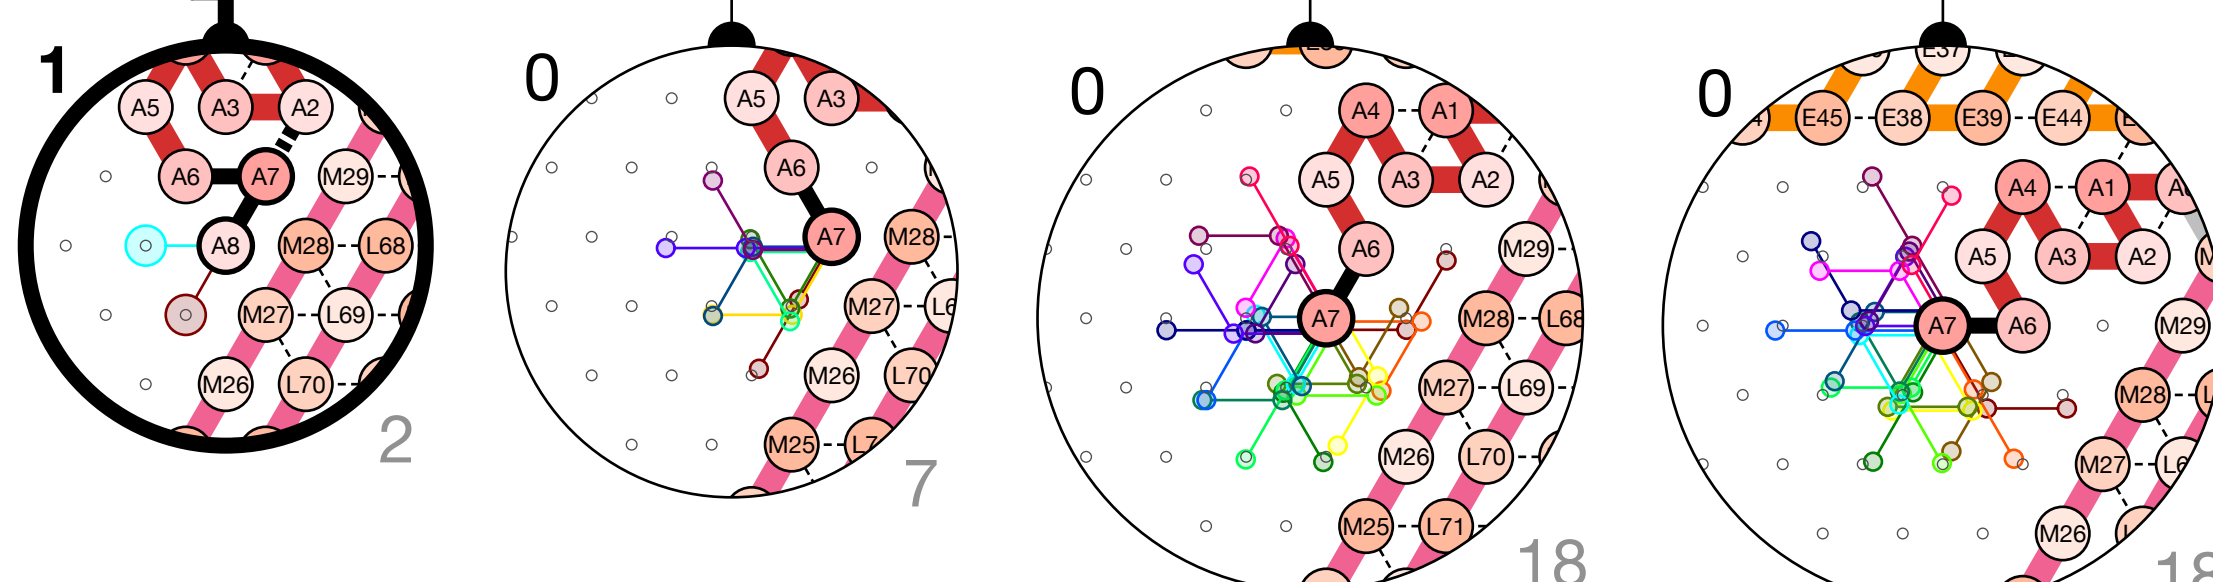 1
A5 A3 A2
A6 A7 M29
A8 M28 L68
M27 L69
M26 L70
2
0
A5 A3
A6
A7 M28
M27
M26 L70
M25
7
0
A4 A1
A5 A3 A2
A6 M29
A7 M28 L68
M27 L69
M26 L70
M25 L71
18
0
E37
E45 E38 E39 E44
A4 A1
A5 A3 A2
A7 A6 M29
M28
M27
M26
18